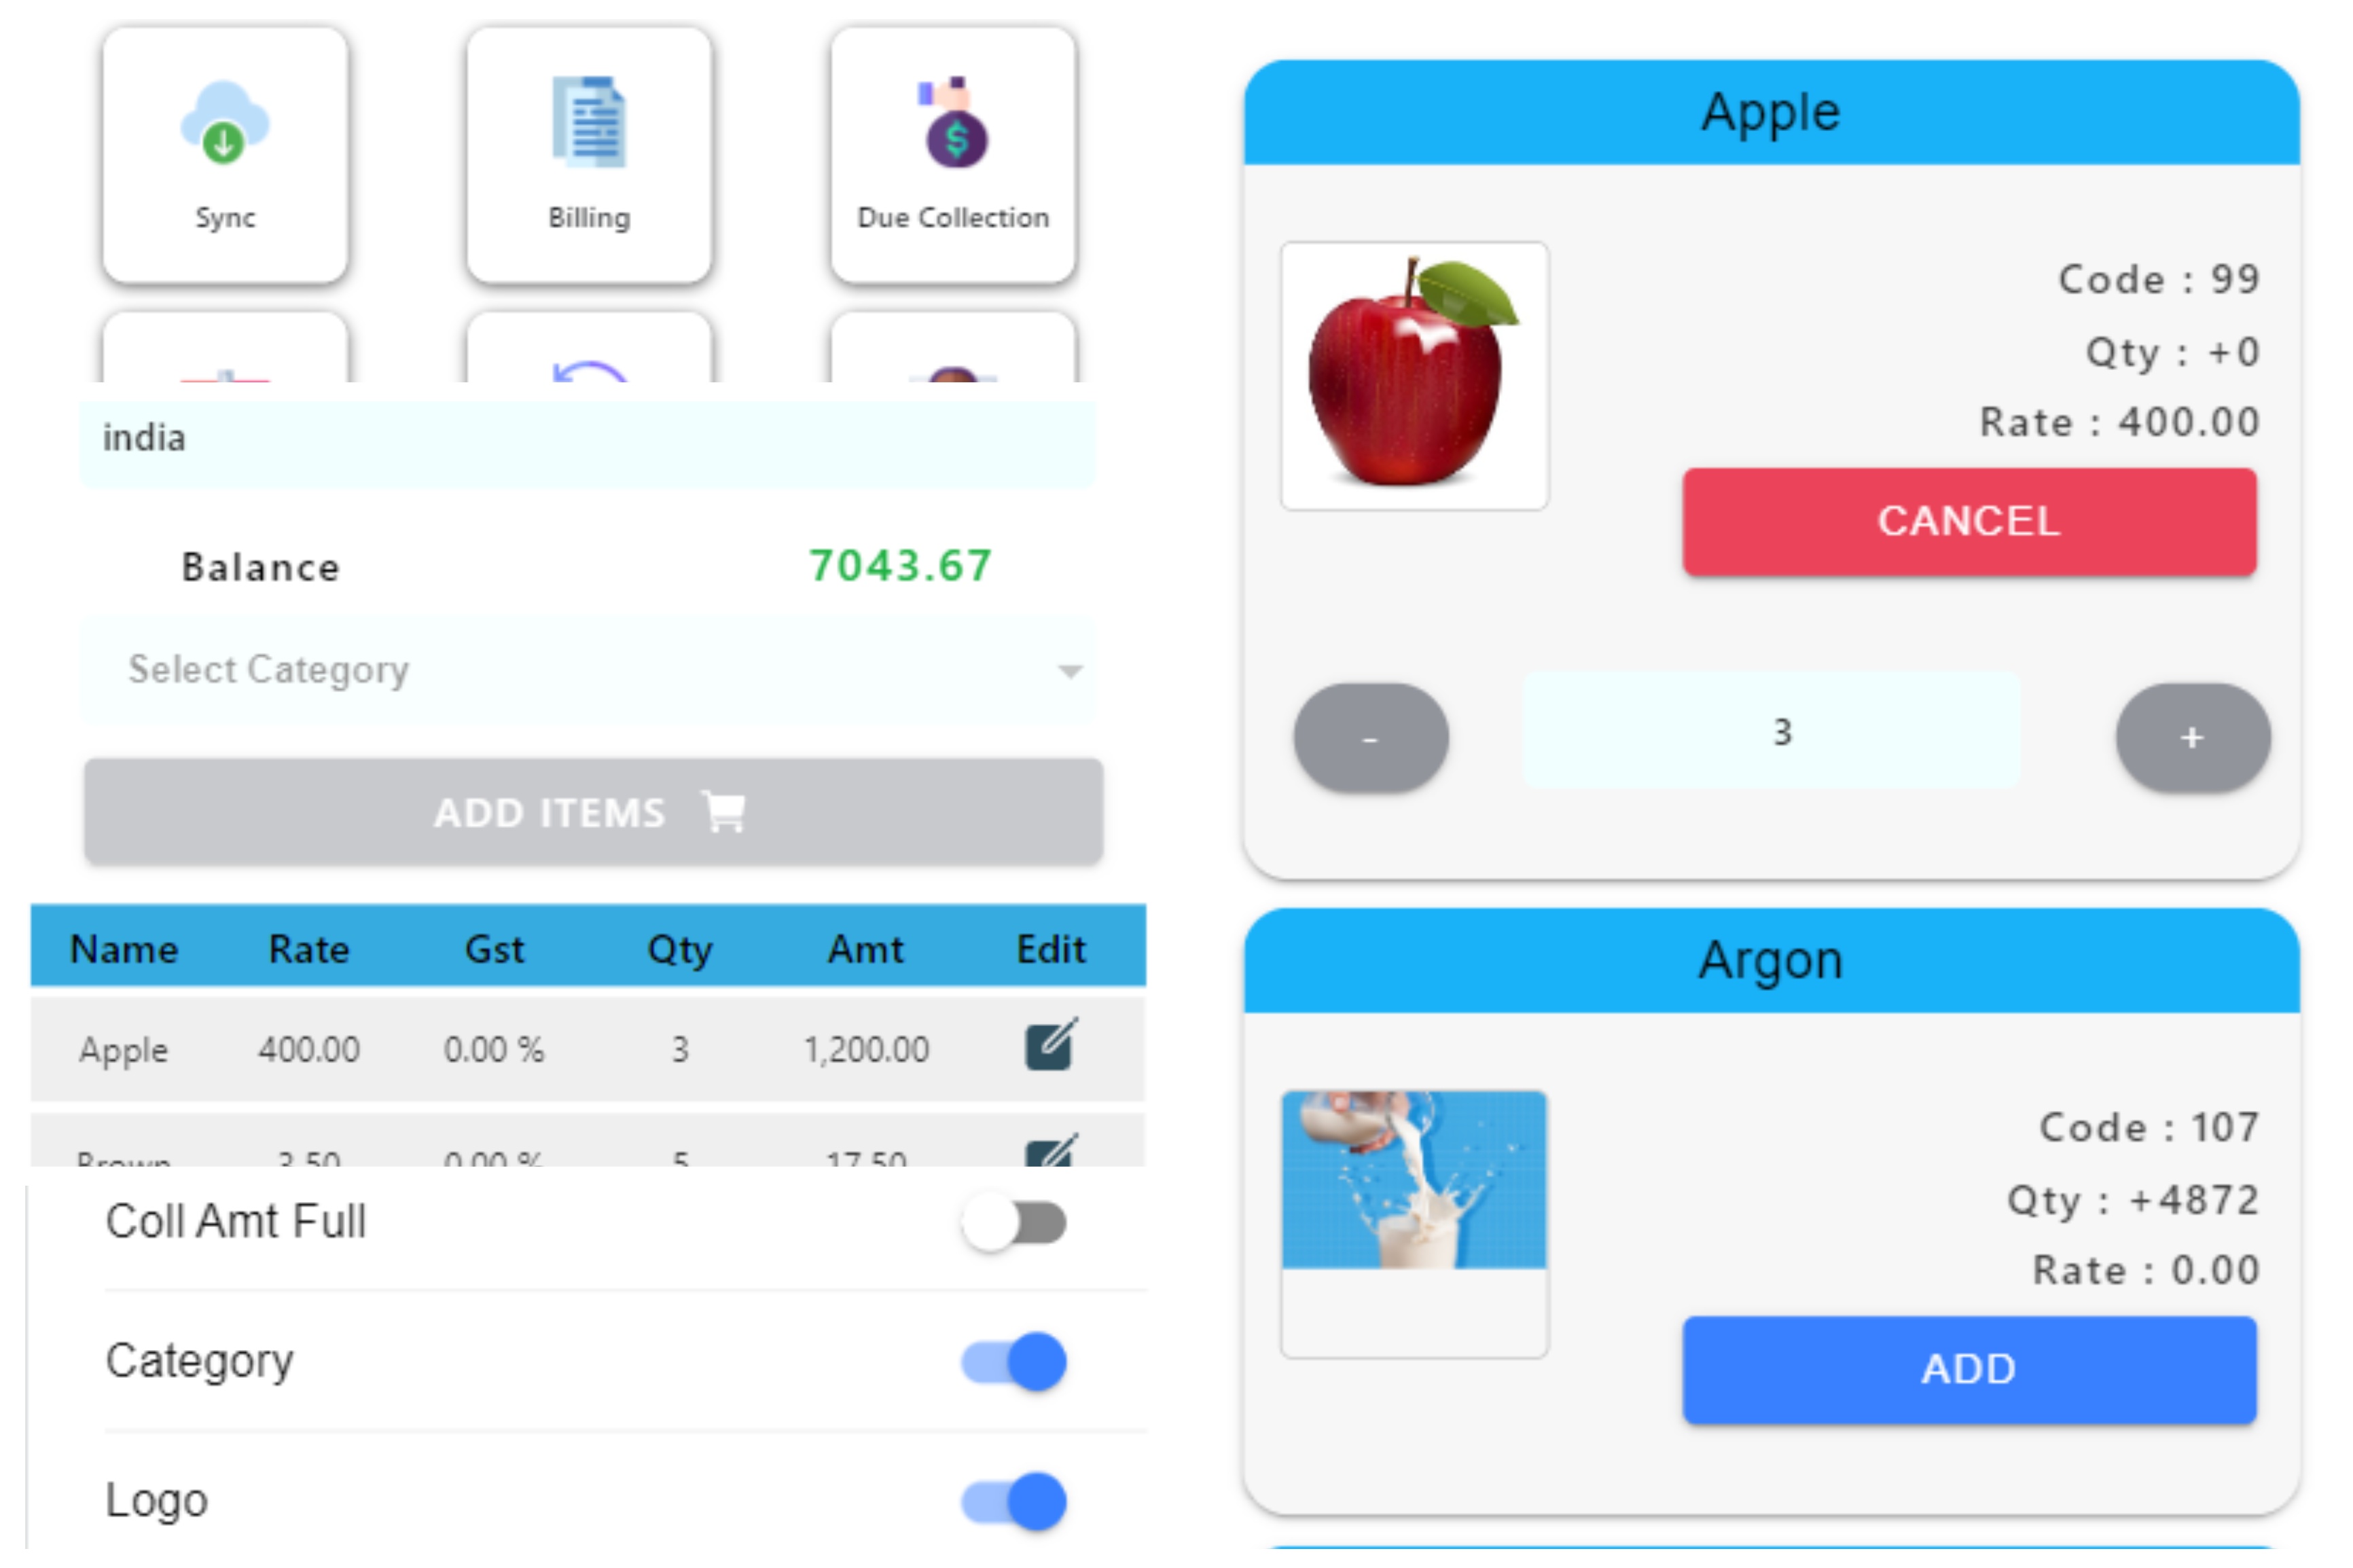 Sync Billing Due Collection
india
Balance 7043.67
Select Category
ADD ITEMS
Name Rate Gst Qty Amt Edit
Apple 400.00 0.00 % 3 1,200.00
Brown 3.50 0.00 % 5 17.50
Coll Amt Full
Category
Logo
Apple
Code : 99
Qty : +0
Rate : 400.00
CANCEL
- 3 +
Argon
Code : 107
Qty : +4872
Rate : 0.00
ADD